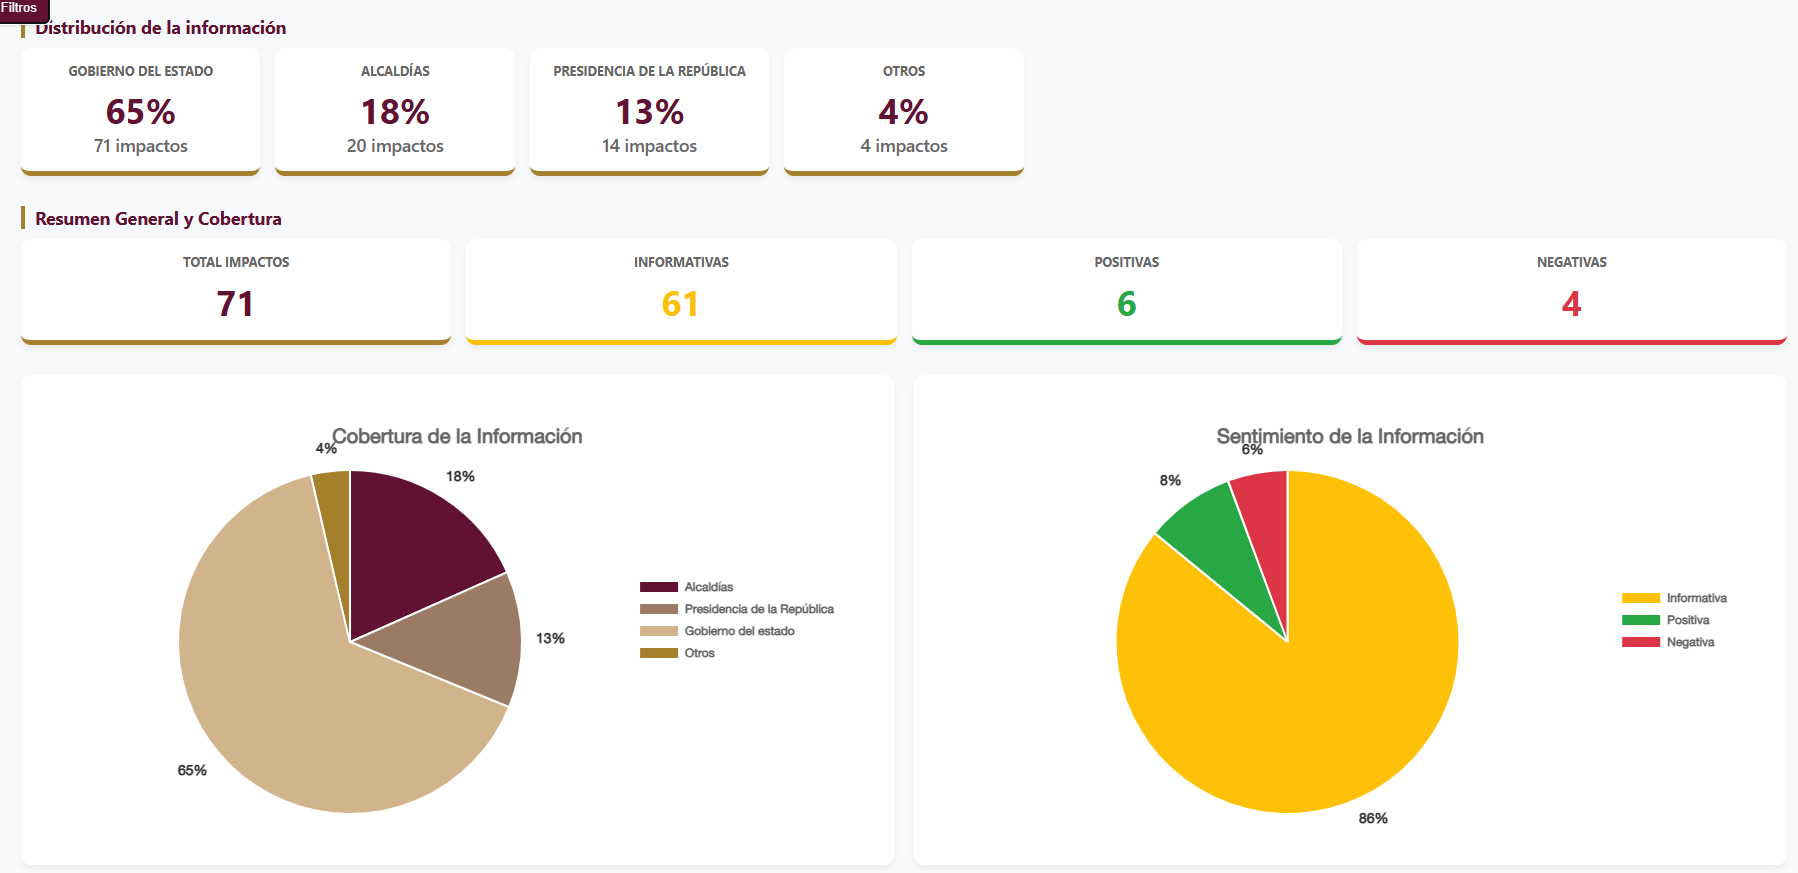 Filtros
Distribución de la información
GOBIERNO DEL ESTADO
65%
71 impactos
ALCALDÍAS
18%
20 impactos
PRESIDENCIA DE LA REPÚBLICA
13%
14 impactos
OTROS
4%
4 impactos
Resumen General y Cobertura
TOTAL IMPACTOS
71
INFORMATIVAS
61
POSITIVAS
6
NEGATIVAS
4
Cobertura de la Información
4%
18%
13%
65%
Alcaldías
Presidencia de la República
Gobierno del estado
Otros
Sentimiento de la Información
6%
8%
86%
Informativa
Positiva
Negativa